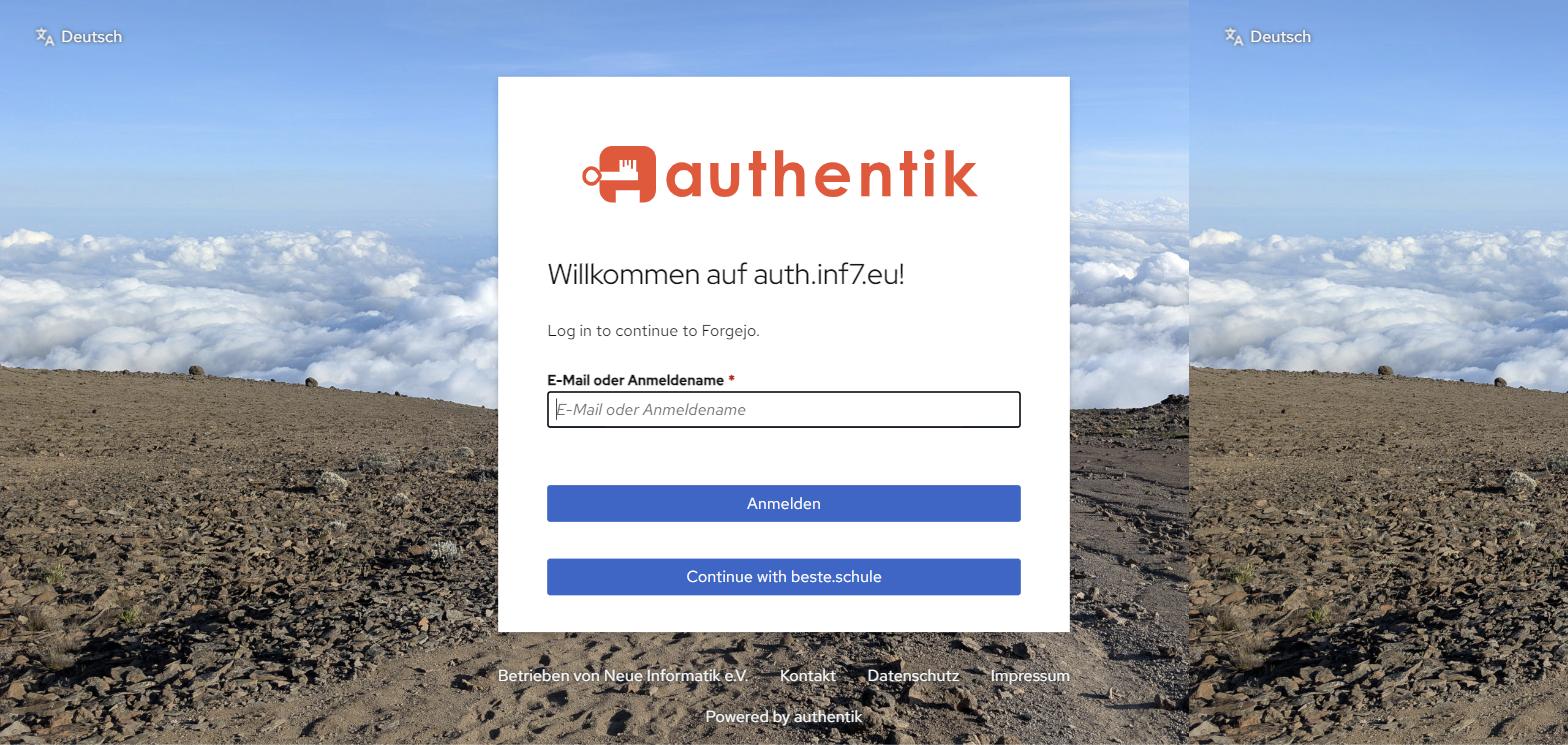 Deutsch
Deutsch
authentik
Willkommen auf auth.inf7.eu!
Log in to continue to Forgejo.
E-Mail oder Anmeldename *
E-Mail oder Anmeldename
Anmelden
Continue with beste.schule
Betrieben von Neue Informatik e.V. Kontakt Datenschutz Impressum
Powered by authentik